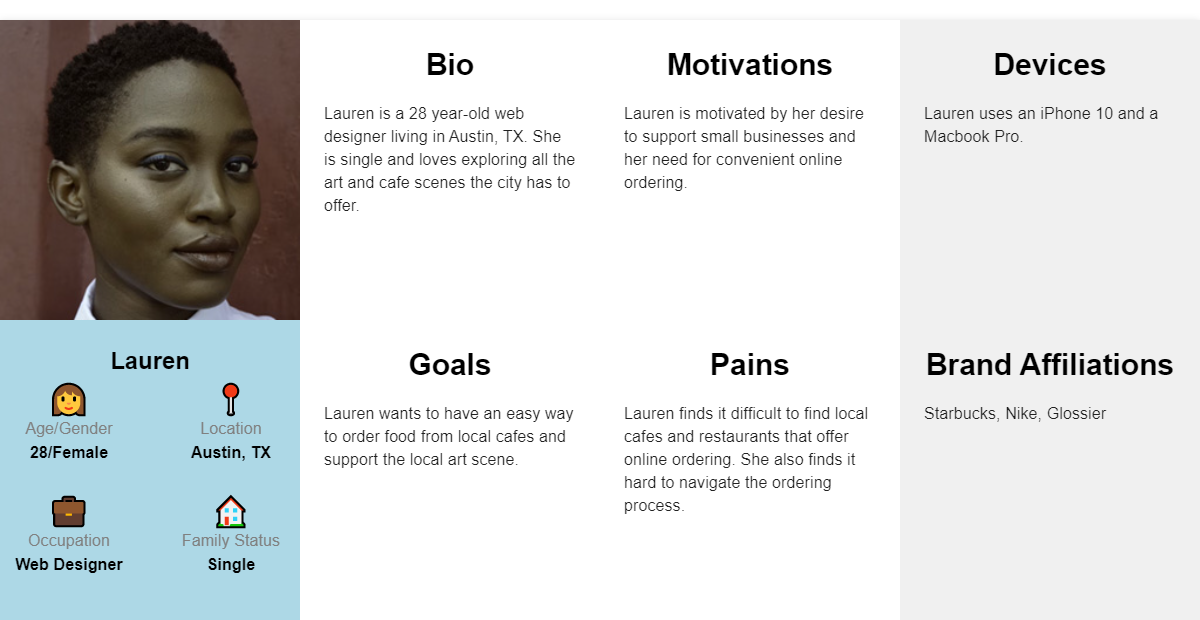 Bio
Lauren is a 28 year-old web
designer living in Austin, TX. She
is single and loves exploring all the
art and cafe scenes the city has to
offer.
Motivations
Lauren is motivated by her desire
to support small businesses and
her need for convenient online
ordering.
Devices
Lauren uses an iPhone 10 and a
Macbook Pro.
Lauren
Age/Gender
28/Female
Location
Austin, TX
Occupation
Web Designer
Family Status
Single
Goals
Lauren wants to have an easy way
to order food from local cafes and
support the local art scene.
Pains
Lauren finds it difficult to find local
cafes and restaurants that offer
online ordering. She also finds it
hard to navigate the ordering
process.
Brand Affiliations
Starbucks, Nike, Glossier